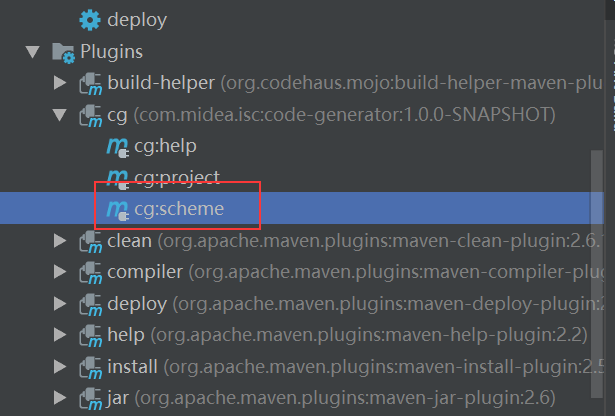 deploy
Plugins
build-helper (org.codehaus.mojo:build-helper-maven-plu
cg (com.midea.isc:code-generator:1.0.0-SNAPSHOT)
cg:help
cg:project
cg:scheme
clean (org.apache.maven.plugins:maven-clean-plugin:2.6.
compiler (org.apache.maven.plugins:maven-compiler-plug
deploy (org.apache.maven.plugins:maven-deploy-plugin:2
help (org.apache.maven.plugins:maven-help-plugin:2.2)
install (org.apache.maven.plugins:maven-install-plugin:2.5
jar (org.apache.maven.plugins:maven-jar-plugin:2.6)